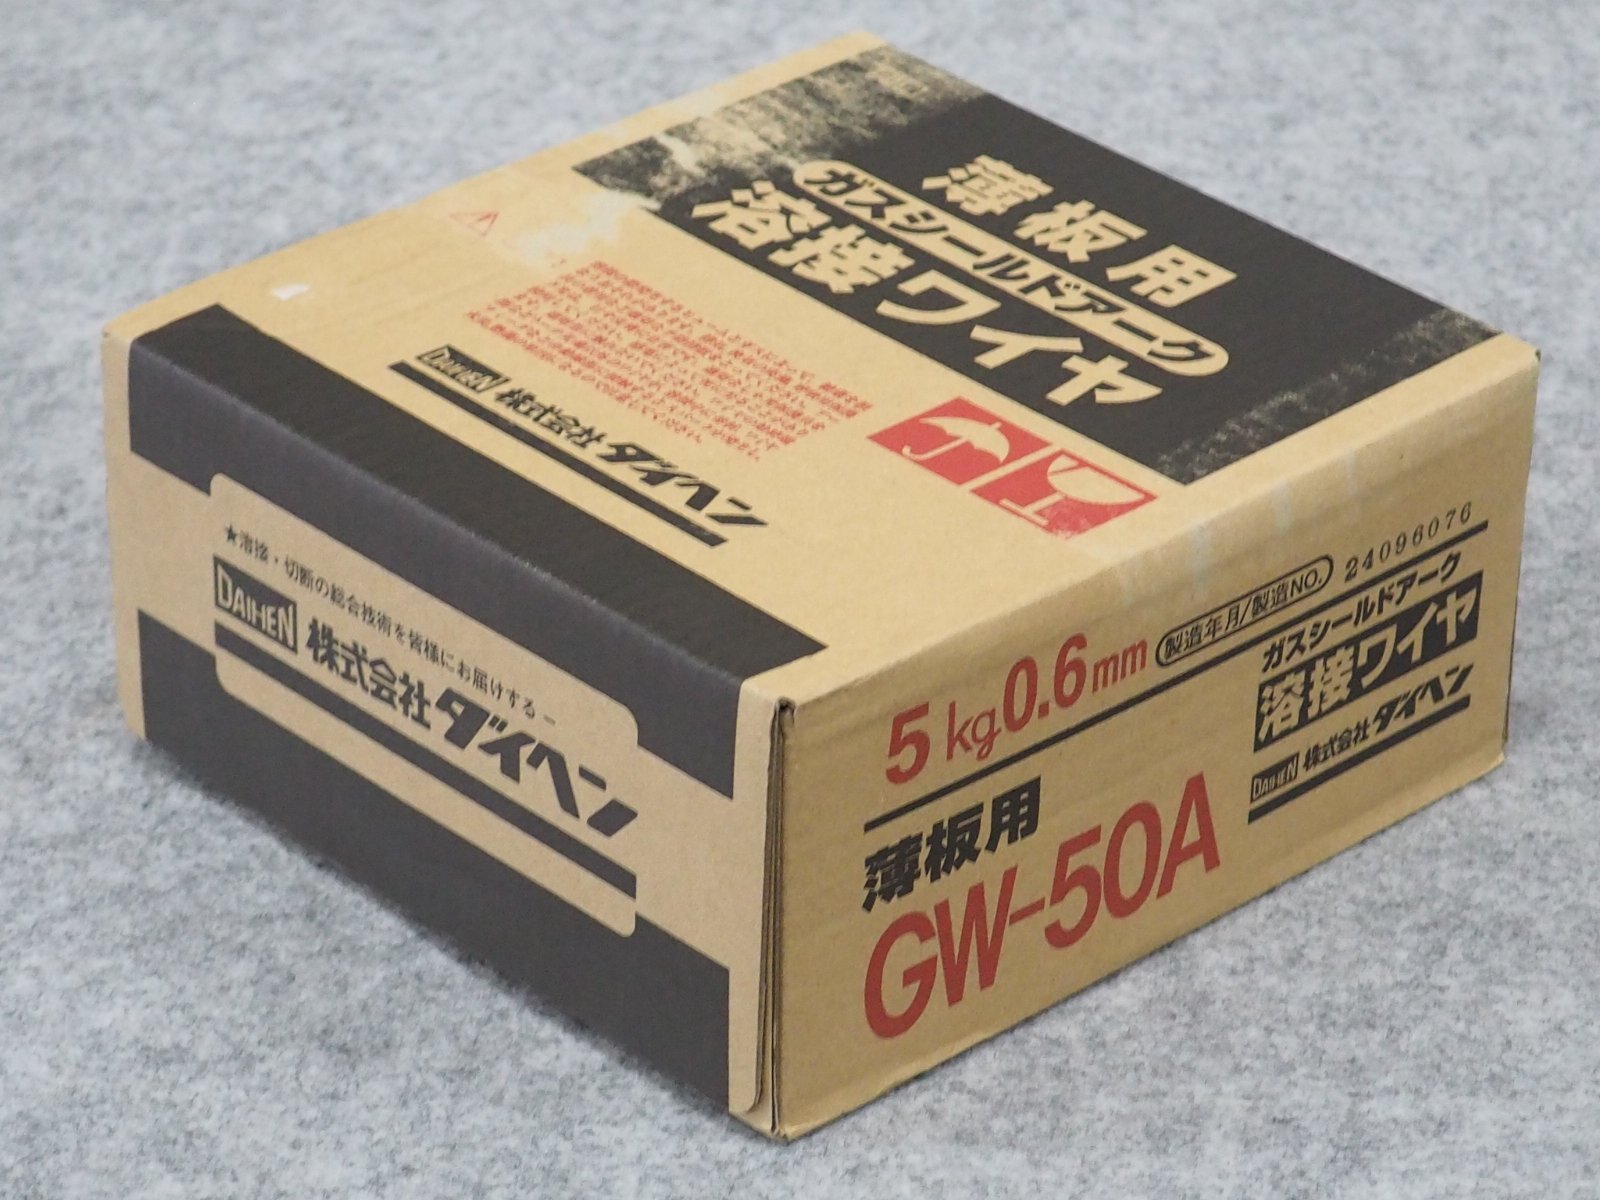 薄板用
ガスシールドアーク
溶接ワイヤ
DAIHEN 株式会社ダイヘン
★溶接・切断の総合技術を皆様にお届けする－
DAIHEN 株式会社ダイヘン
5kg 0.6mm
製造年月/製造NO. 24096076
薄板用
GW-50A
ガスシールドアーク
溶接ワイヤ
DAIHEN 株式会社ダイヘン